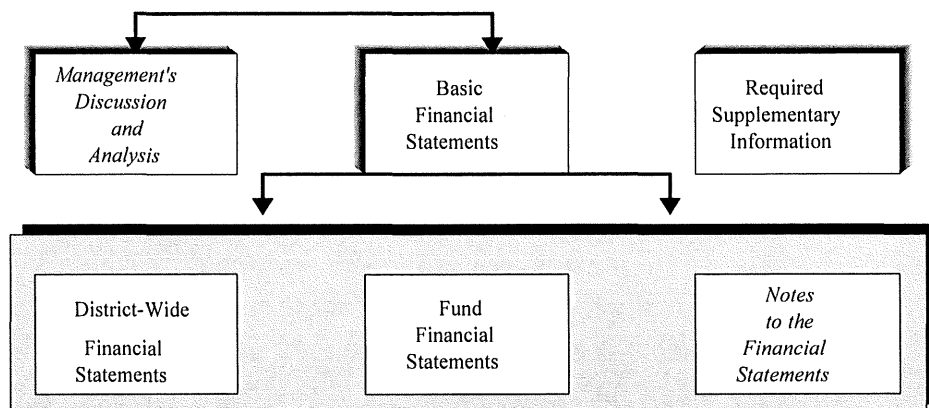 Management's
Discussion
and
Analysis
Basic
Financial
Statements
Required
Supplementary
Information
District-Wide
Financial
Statements
Fund
Financial
Statements
Notes
to the
Financial
Statements